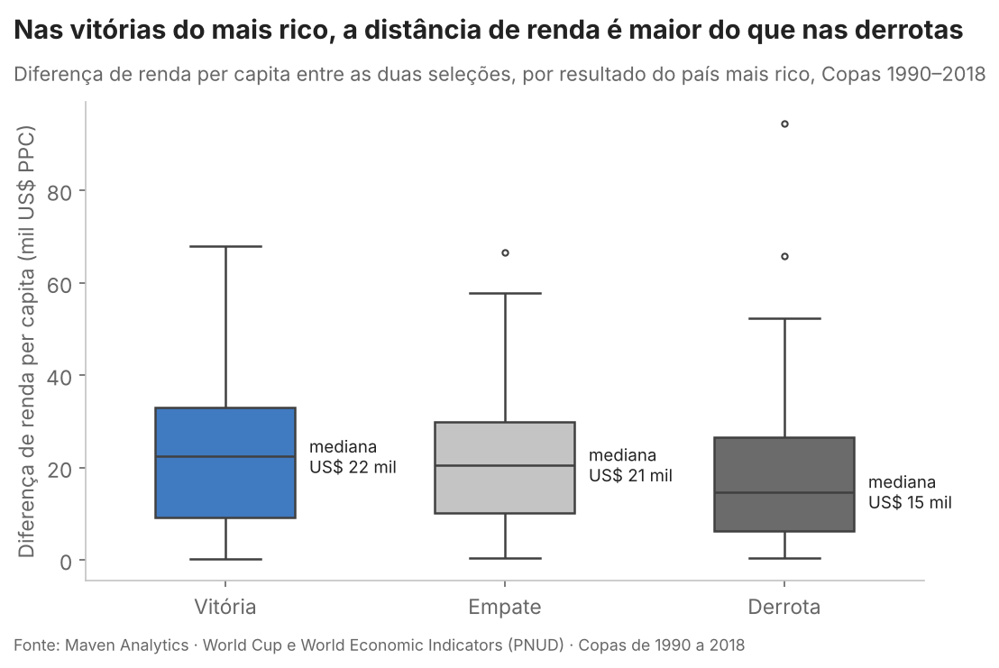 Nas vitórias do mais rico, a distância de renda é maior do que nas derrotas
Diferença de renda per capita entre as duas seleções, por resultado do país mais rico, Copas 1990–2018
Diferença de renda per capita (mil US$ PPC)
80
60
40
20
0
mediana
US$ 22 mil
mediana
US$ 21 mil
mediana
US$ 15 mil
Vitória
Empate
Derrota
Fonte: Maven Analytics · World Cup e World Economic Indicators (PNUD) · Copas de 1990 a 2018